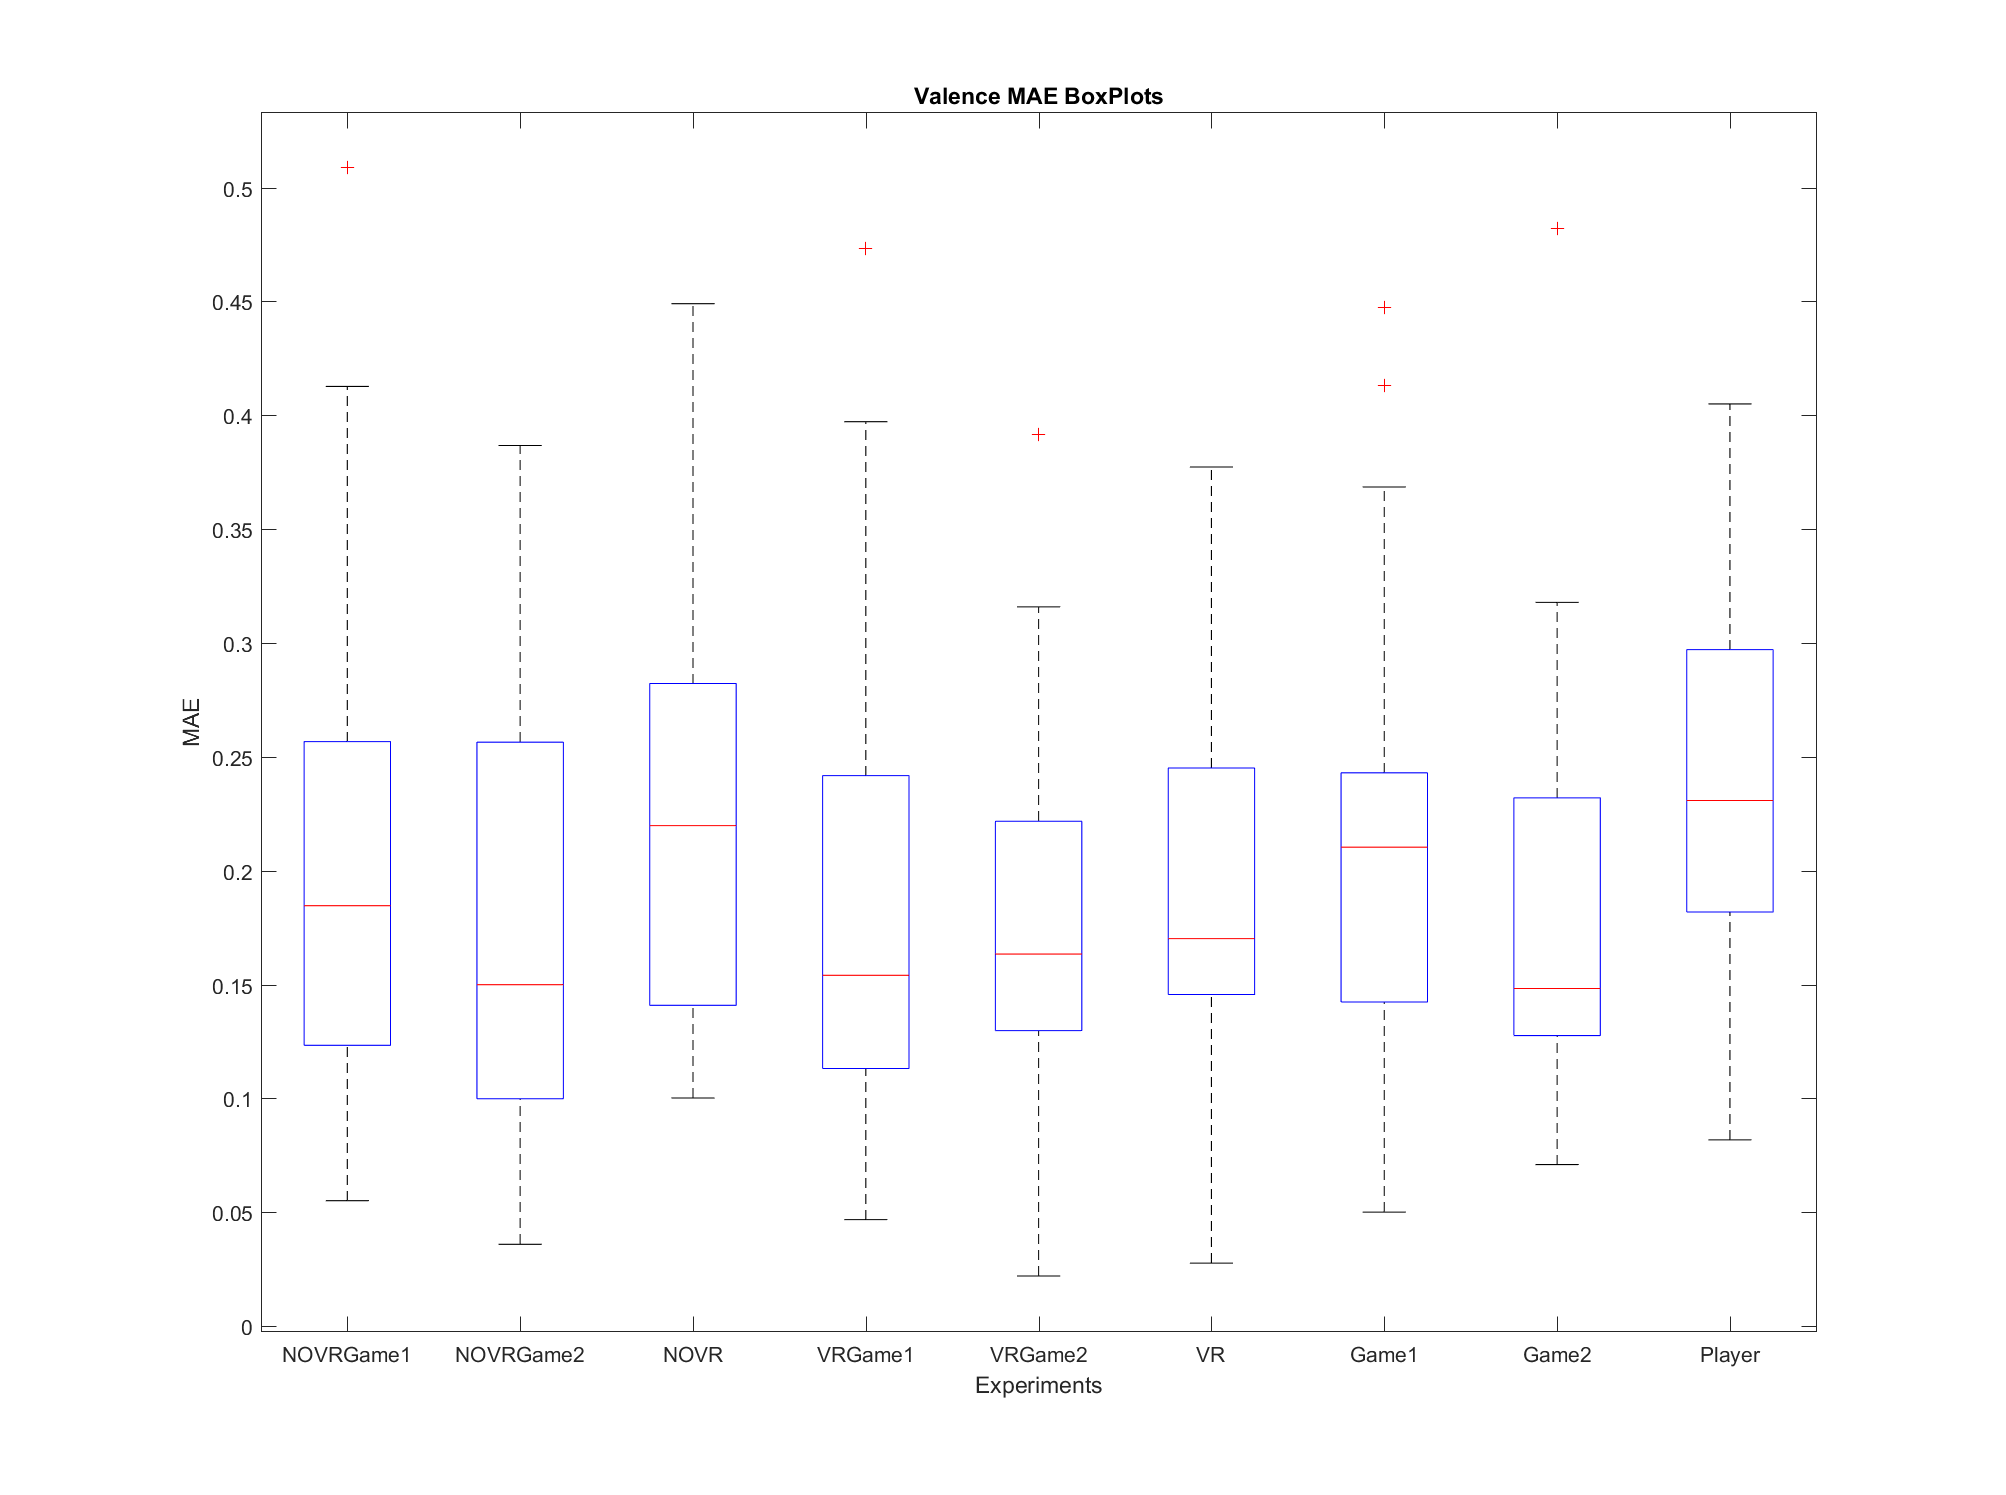 Valence MAE BoxPlots
0.5
0.45
0.4
0.35
0.3
0.25
0.2
0.15
0.1
0.05
0
MAE
NOVRGame1 NOVRGame2 NOVR VRGame1 VRGame2 VR Game1 Game2 Player
Experiments